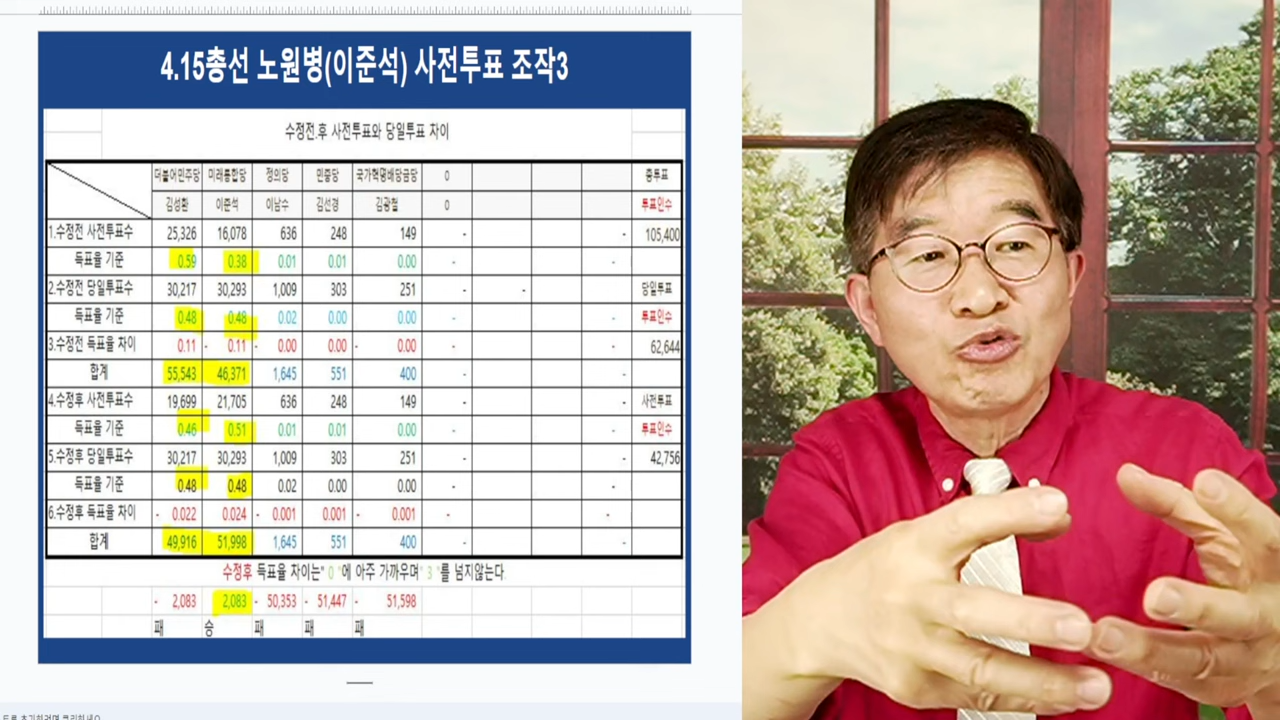 4.15총선 노원병(이준석) 사전투표 조작3
수정전.후 사전투표와 당일투표 차이
더불어민주당 미래통합당 정의당 민중당 국가혁명배당금당 0 총투표
김성환 이준석 이남수 김선경 김광철 0 투표인수
1.수정전 사전투표수 25,326 16,078 636 248 149 - - 105,400
득표율 기준 0.59 0.38 0.01 0.01 0.00 - -
2.수정전 당일투표수 30,217 30,293 1,009 303 251 - - - 당일투표
득표율 기준 0.48 0.48 0.02 0.00 0.00 - - 투표인수
3.수정전 득표율 차이 0.11 - 0.11 - 0.00 0.00 - 0.00 - - 62,644
합계 55,543 46,371 1,645 551 400 - -
4.수정후 사전투표수 19,699 21,705 636 248 149 - - 사전투표
득표율 기준 0.46 0.51 0.01 0.01 0.00 - - 투표인수
5.수정후 당일투표수 30,217 30,293 1,009 303 251 - - 42,756
득표율 기준 0.48 0.48 0.02 0.00 0.00 - -
6.수정후 득표율 차이 - 0.022 0.024 - 0.001 0.001 - 0.001 - -
합계 49,916 51,998 1,645 551 400 - -
수정후 득표율 차이는" 0 "에 아주 가까우며" 3 "를 넘지않는다.
- 2,083 2,083 - 50,353 - 51,447 - 51,598
패 승 패 패 패